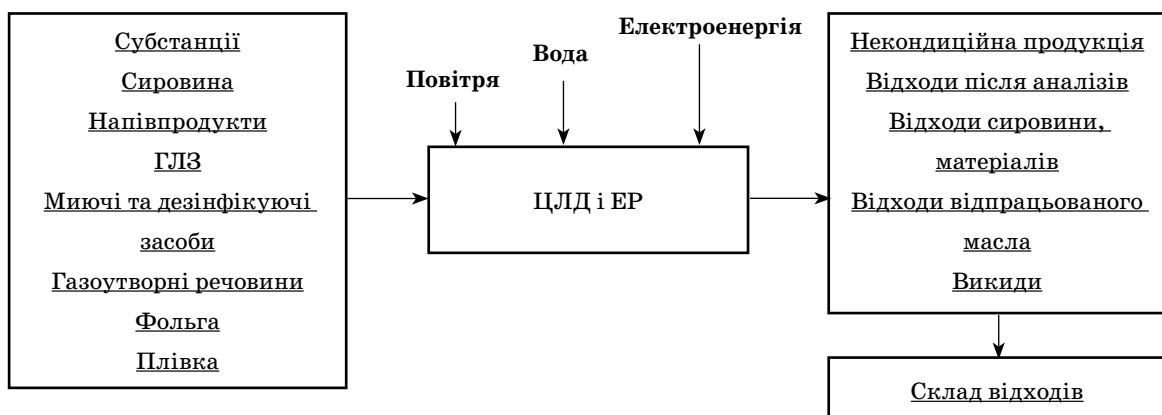 Субстанції
Сировина
Напівпродукти
ГЛЗ
Миючі та дезінфікуючі
засоби
Газоутворні речовини
Фольга
Плівка
Повітря
Вода
Електроенергія
ЦЛД і ЕР
Некондиційна продукція
Відходи після аналізів
Відходи сировини,
матеріалів
Відходи відпрацьованого
масла
Викиди
Склад відходів